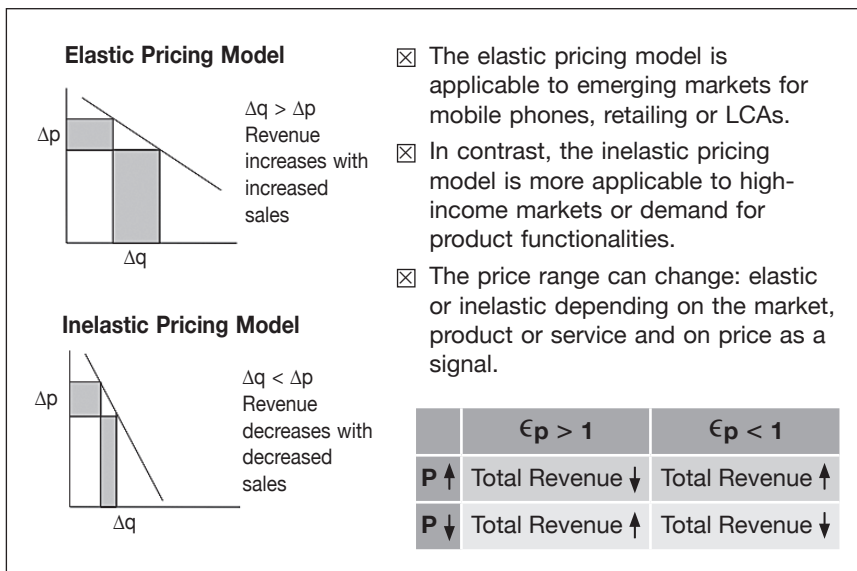 Elastic Pricing Model
Δp
Δq > Δp
Revenue
increases with
increased
sales
Δq
Inelastic Pricing Model
Δp
Δq < Δp
Revenue
decreases with
decreased
sales
Δq
☒ The elastic pricing model is
applicable to emerging markets for
mobile phones, retailing or LCAs.
☒ In contrast, the inelastic pricing
model is more applicable to high-
income markets or demand for
product functionalities.
☒ The price range can change: elastic
or inelastic depending on the market,
product or service and on price as a
signal.
ϵp > 1 ϵp < 1
P ↑ Total Revenue ↓ Total Revenue ↑
P ↓ Total Revenue ↑ Total Revenue ↓